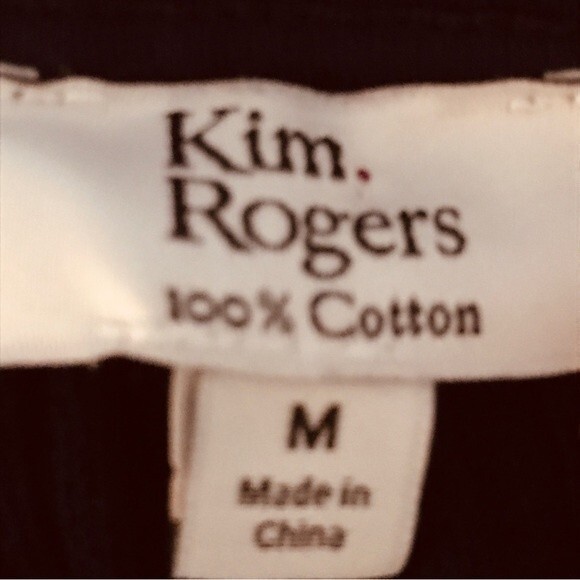 Kim.
Rogers
100% Cotton
M
Made in
China